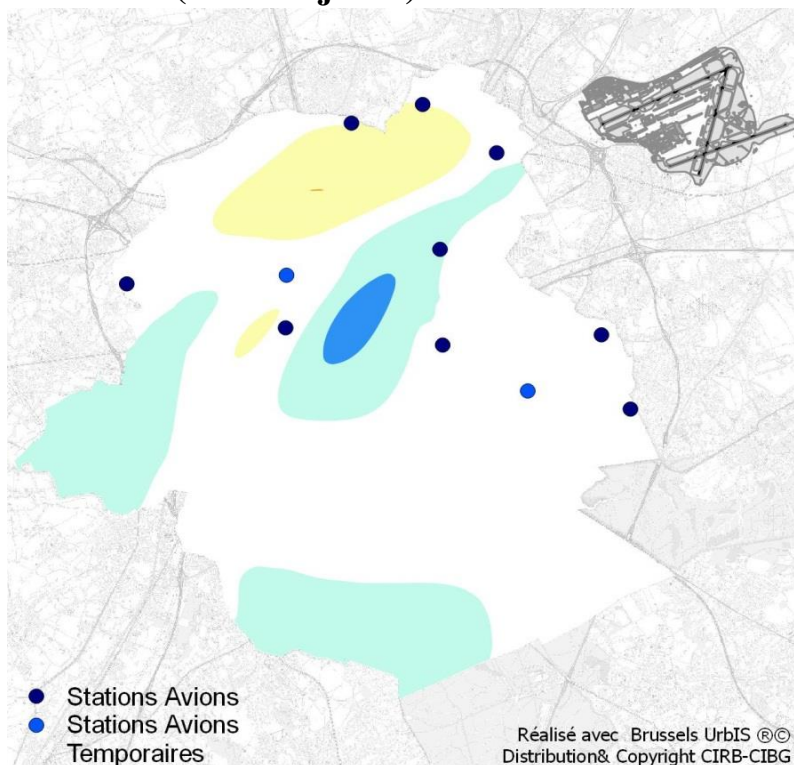 Stations Avions
Stations Avions
Temporaires
Réalisé avec Brussels UrbIS ®©
Distribution& Copyright CIRB-CIBG